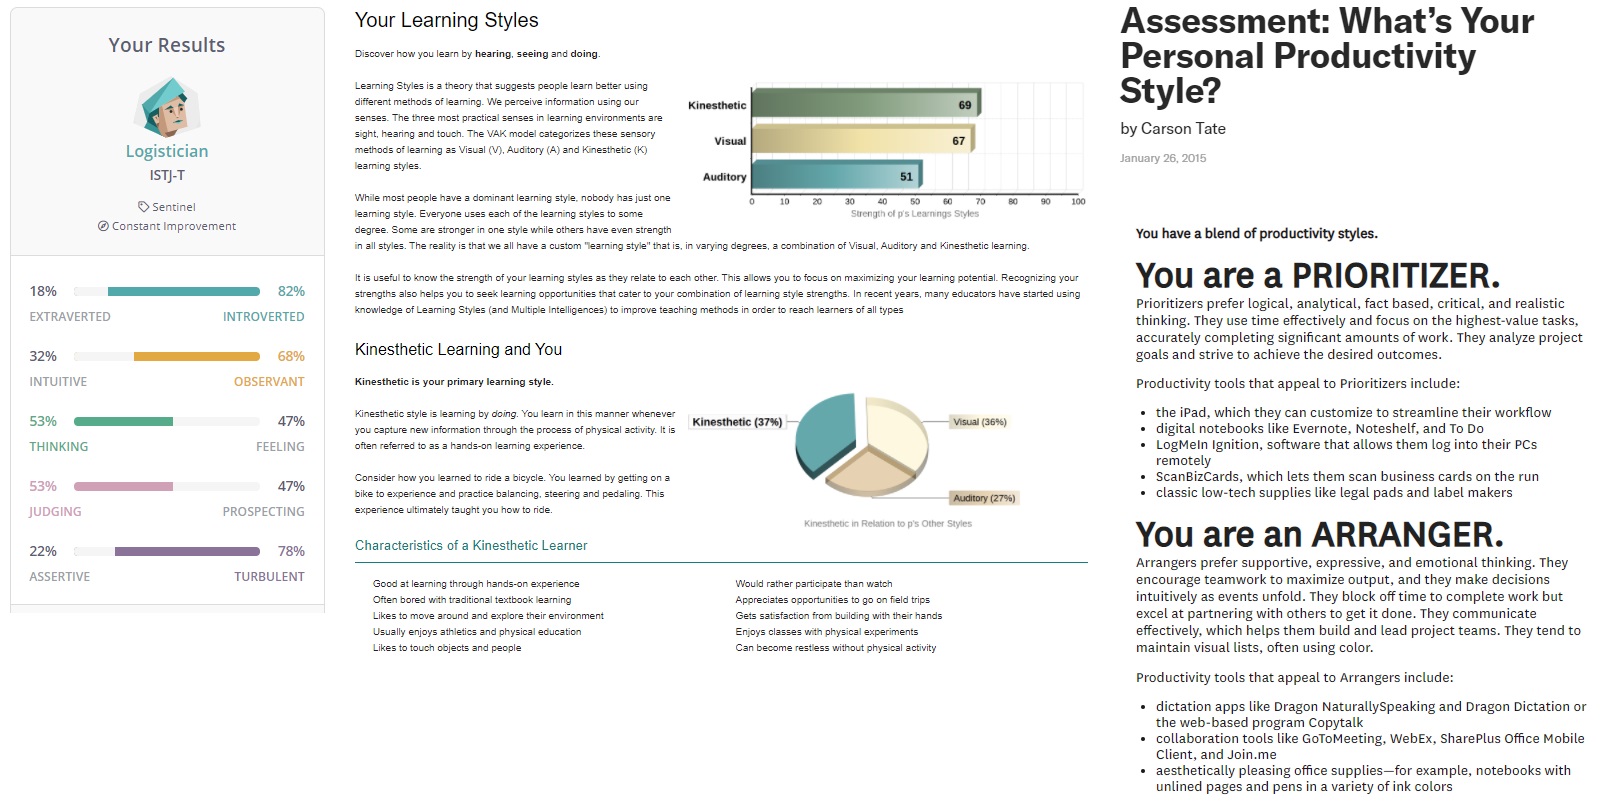 Your Results
Logistician
ISTJ-T
Sentinel
Constant Improvement
18% 82%
EXTRAVERTED INTROVERTED
32% 68%
INTUITIVE OBSERVANT
53% 47%
THINKING FEELING
53% 47%
JUDGING PROSPECTING
22% 78%
ASSERTIVE TURBULENT
Your Learning Styles
Discover how you learn by hearing, seeing and doing.
Learning Styles is a theory that suggests people learn better using
different methods of learning. We perceive information using our
senses. The three most practical senses in learning environments are
sight, hearing and touch. The VAK model categorizes these sensory
methods of learning as Visual (V), Auditory (A) and Kinesthetic (K)
learning styles.
While most people have a dominant learning style, nobody has just one
learning style. Everyone uses each of the learning styles to some
degree. Some are stronger in one style while others have even strength
in all styles. The reality is that we all have a custom "learning style" that is, in varying degrees, a combination of Visual, Auditory and Kinesthetic learning.
Kinesthetic 69
Visual 67
Auditory 51
0 10 20 30 40 50 60 70 80 90 100
Strength of p's Learnings Styles
It is useful to know the strength of your learning styles as they relate to each other. This allows you to focus on maximizing your learning potential. Recognizing your
strengths also helps you to seek learning opportunities that cater to your combination of learning style strengths. In recent years, many educators have started using
knowledge of Learning Styles (and Multiple Intelligences) to improve teaching methods in order to reach learners of all types
Kinesthetic Learning and You
Kinesthetic is your primary learning style.
Kinesthetic style is learning by doing. You learn in this manner whenever
you capture new information through the process of physical activity. It is
often referred to as a hands-on learning experience.
Consider how you learned to ride a bicycle. You learned by getting on a
bike to experience and practice balancing, steering and pedaling. This
experience ultimately taught you how to ride.
Kinesthetic (37%)
Visual (36%)
Auditory (27%)
Kinesthetic in Relation to p's Other Styles
Characteristics of a Kinesthetic Learner
Good at learning through hands-on experience
Often bored with traditional textbook learning
Likes to move around and explore their environment
Usually enjoys athletics and physical education
Likes to touch objects and people
Would rather participate than watch
Appreciates opportunities to go on field trips
Gets satisfaction from building with their hands
Enjoys classes with physical experiments
Can become restless without physical activity
Assessment: What's Your
Personal Productivity
Style?
by Carson Tate
January 26, 2015
You have a blend of productivity styles.
You are a PRIORITIZER.
Prioritizers prefer logical, analytical, fact based, critical, and realistic
thinking. They use time effectively and focus on the highest-value tasks,
accurately completing significant amounts of work. They analyze project
goals and strive to achieve the desired outcomes.
Productivity tools that appeal to Prioritizers include:
• the iPad, which they can customize to streamline their workflow
• digital notebooks like Evernote, Noteshelf, and To Do
• LogMeIn Ignition, software that allows them log into their PCs
remotely
• ScanBizCards, which lets them scan business cards on the run
• classic low-tech supplies like legal pads and label makers
You are an ARRANGER.
Arrangers prefer supportive, expressive, and emotional thinking. They
encourage teamwork to maximize output, and they make decisions
intuitively as events unfold. They block off time to complete work but
excel at partnering with others to get it done. They communicate
effectively, which helps them build and lead project teams. They tend to
maintain visual lists, often using color.
Productivity tools that appeal to Arrangers include:
• dictation apps like Dragon NaturallySpeaking and Dragon Dictation or
the web-based program Copytalk
• collaboration tools like GoToMeeting, WebEx, SharePlus Office Mobile
Client, and Join.me
• aesthetically pleasing office supplies—for example, notebooks with
unlined pages and pens in a variety of ink colors